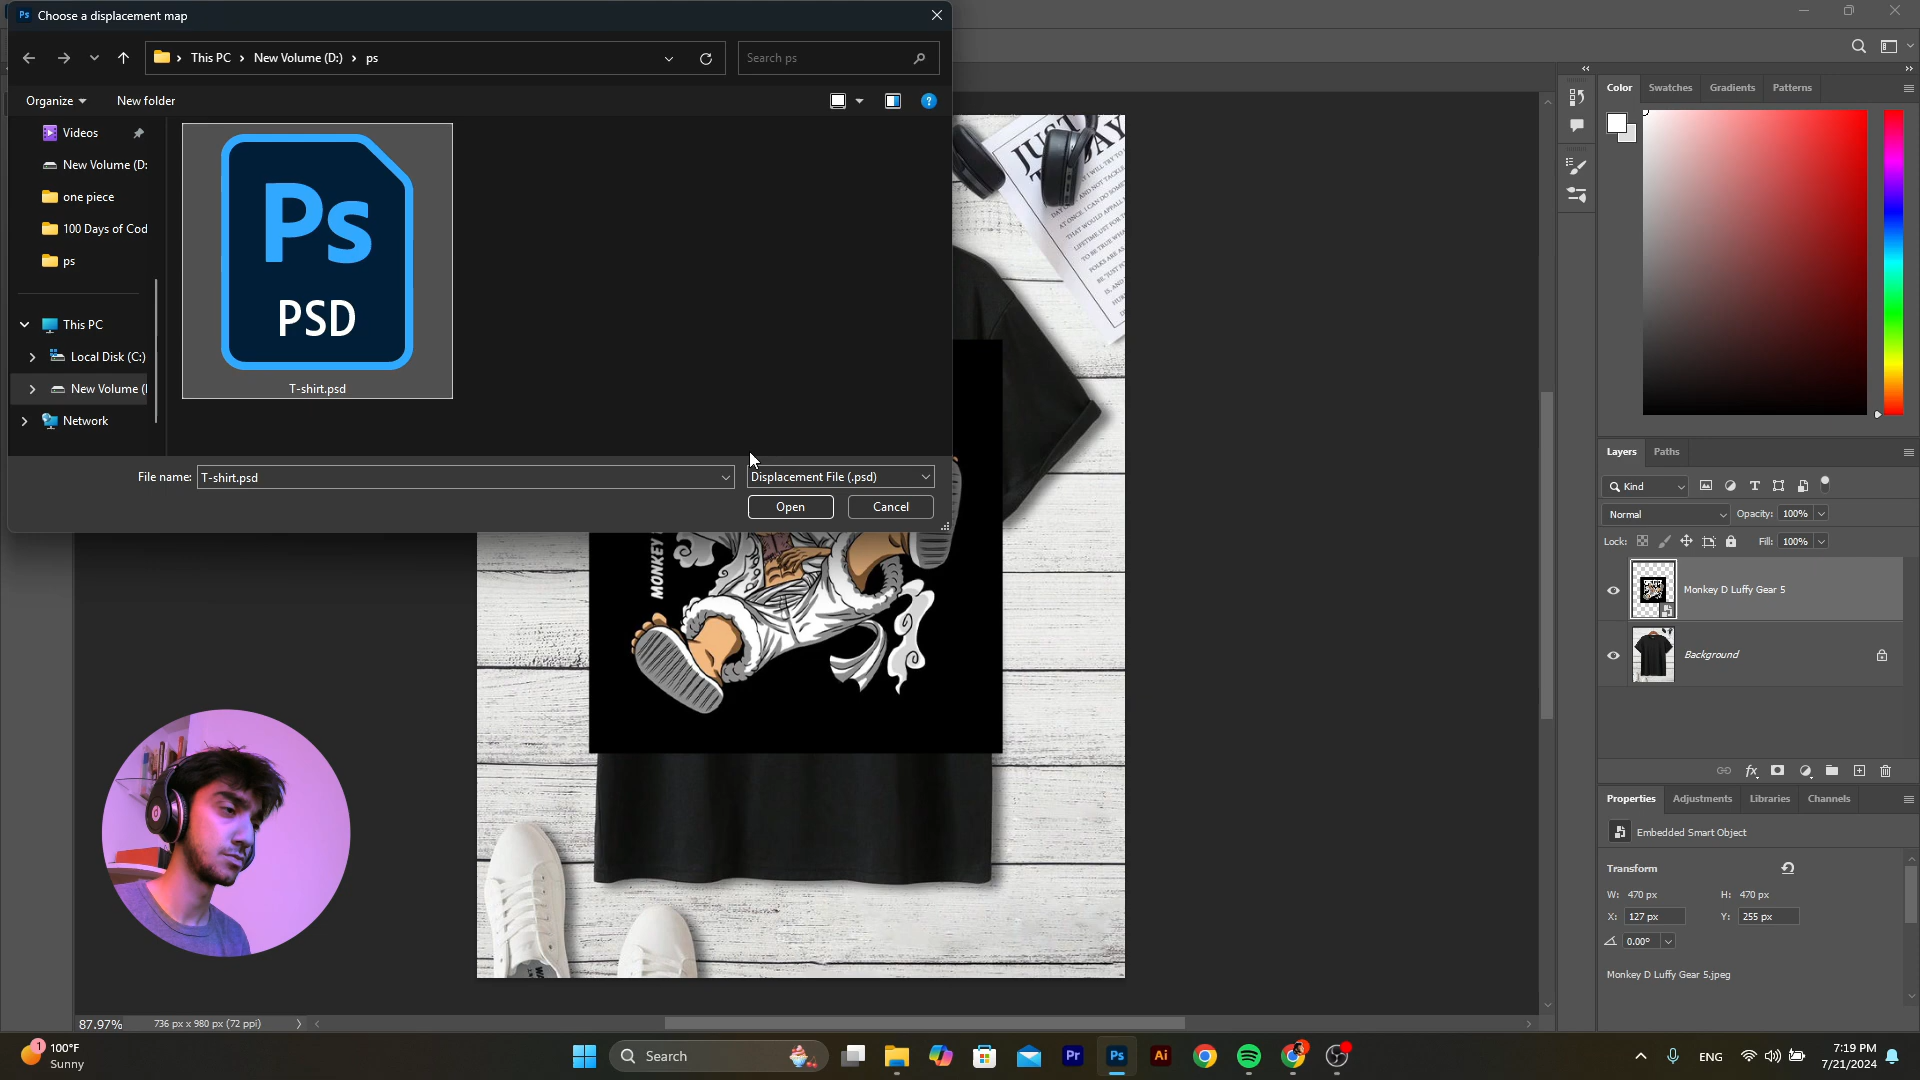 Ps Choose a displacement map
This PC New Volume (D:) ps
Search ps
Organize New folder
Videos
New Volume (D:
one piece
100 Days of Cod
ps
This PC
Local Disk (C:)
New Volume (
Network
Ps
PSD
T-shirt.psd
File name: T-shirt.psd
Displacement File (.psd)
Open Cancel
MONKEY
Color Swatches Gradients Patterns
Layers Paths
Kind
Normal Opacity: 100%
Lock: Fill: 100%
Monkey D Luffy Gear 5
Background
Properties Adjustments Libraries Channels
Embedded Smart Object
Transform
W: 470 px H: 470 px
X: 127 px Y: 255 px
0.00°
Monkey D Luffy Gear 5.jpeg
87.97% 736 px x 980 px (72 ppi)
1
100°F
Sunny
Search
Pr Ps Ai
ENG
7:19 PM
7/21/2024